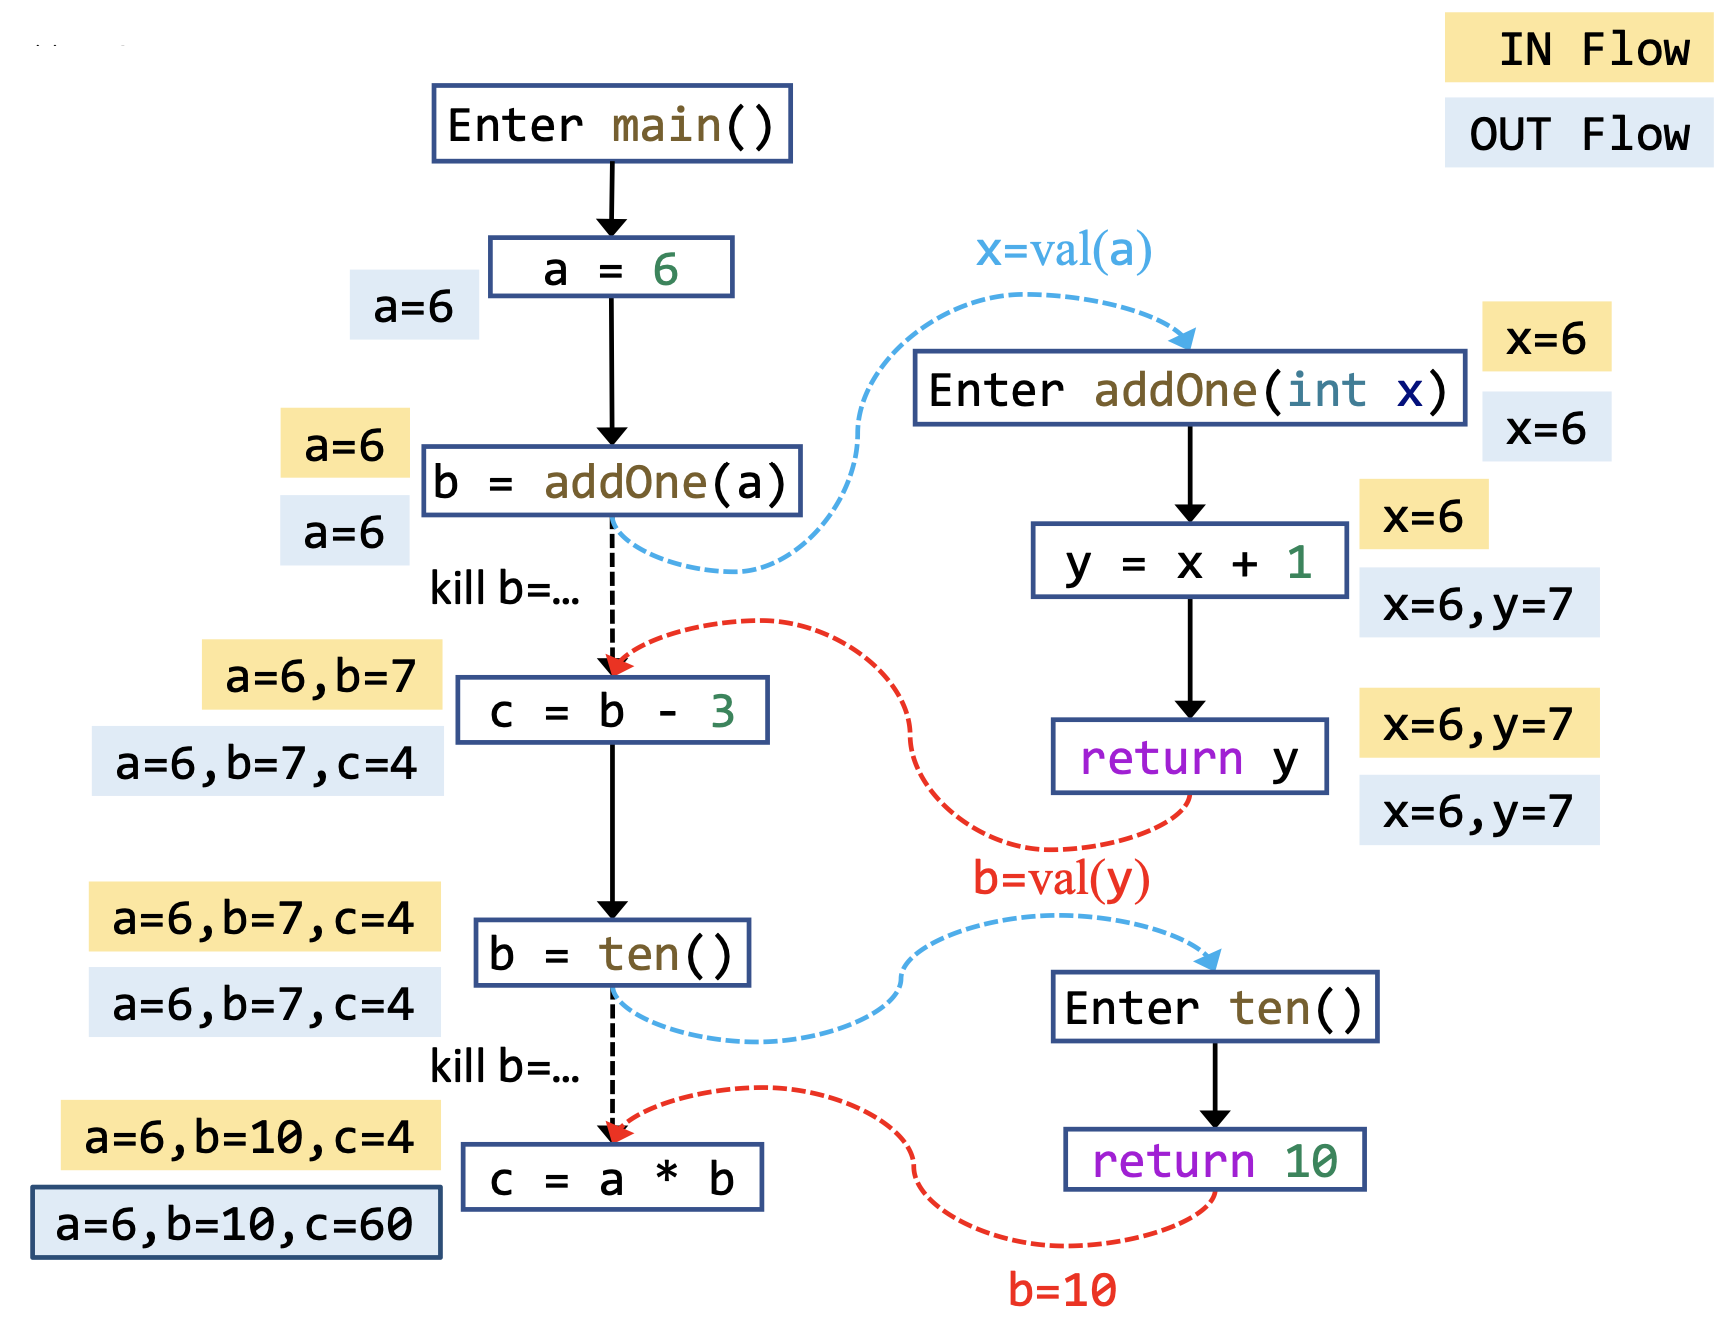 IN Flow
OUT Flow
Enter main()
a = 6
a=6
x=val(a)
x=6
Enter addOne(int x)
x=6
a=6
b = addOne(a)
a=6
kill b=…
x=6
y = x + 1
x=6,y=7
a=6,b=7
c = b - 3
a=6,b=7,c=4
x=6,y=7
return y
x=6,y=7
b=val(y)
a=6,b=7,c=4
b = ten()
a=6,b=7,c=4
kill b=…
Enter ten()
a=6,b=10,c=4
c = a * b
a=6,b=10,c=60
return 10
b=10